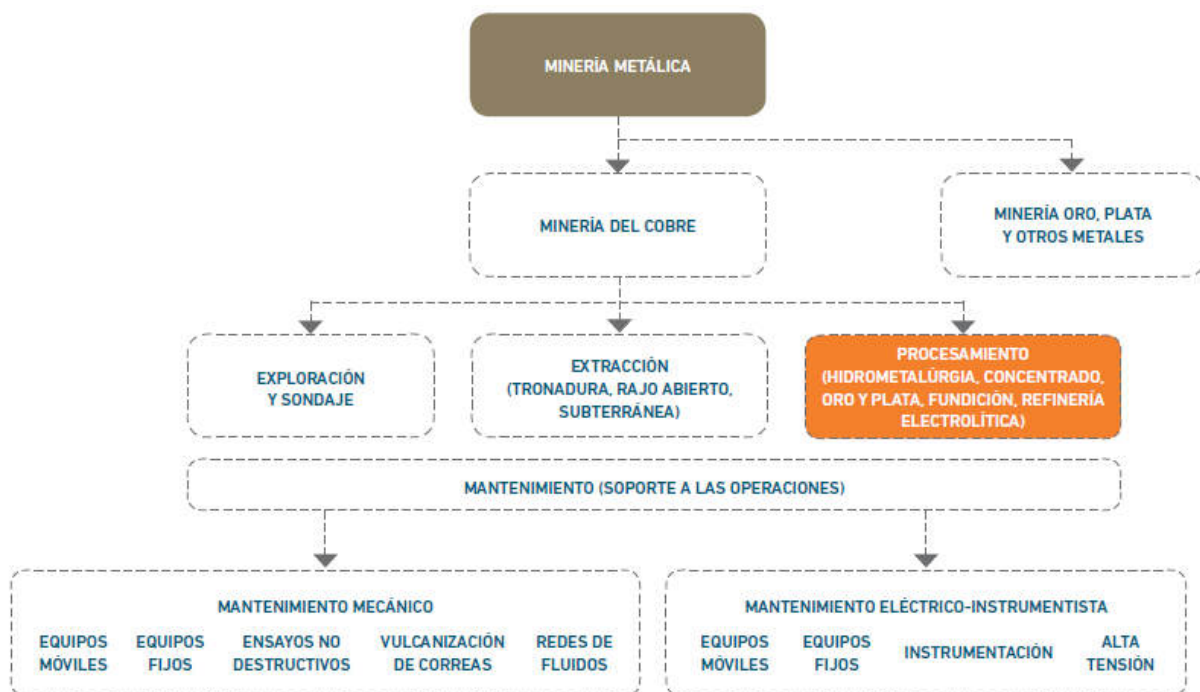 MINERÍA METÁLICA
MINERÍA DEL COBRE
MINERÍA ORO, PLATA
Y OTROS METALES
EXPLORACIÓN
Y SONDAJE
EXTRACCIÓN
(TRONADURA, RAJO ABIERTO,
SUBTERRÁNEA)
PROCESAMIENTO
(HIDROMETALÚRGIA, CONCENTRADO,
ORO Y PLATA, FUNDICIÓN, REFINERÍA
ELECTROLÍTICA)
MANTENIMIENTO (SOPORTE A LAS OPERACIONES)
MANTENIMIENTO MECÁNICO
EQUIPOS
MÓVILES
EQUIPOS
FIJOS
ENSAYOS NO
DESTRUCTIVOS
VULCANIZACIÓN
DE CORREAS
REDES DE
FLUIDOS
MANTENIMIENTO ELÉCTRICO-INSTRUMENTISTA
EQUIPOS
MÓVILES
EQUIPOS
FIJOS
INSTRUMENTACIÓN
ALTA
TENSIÓN